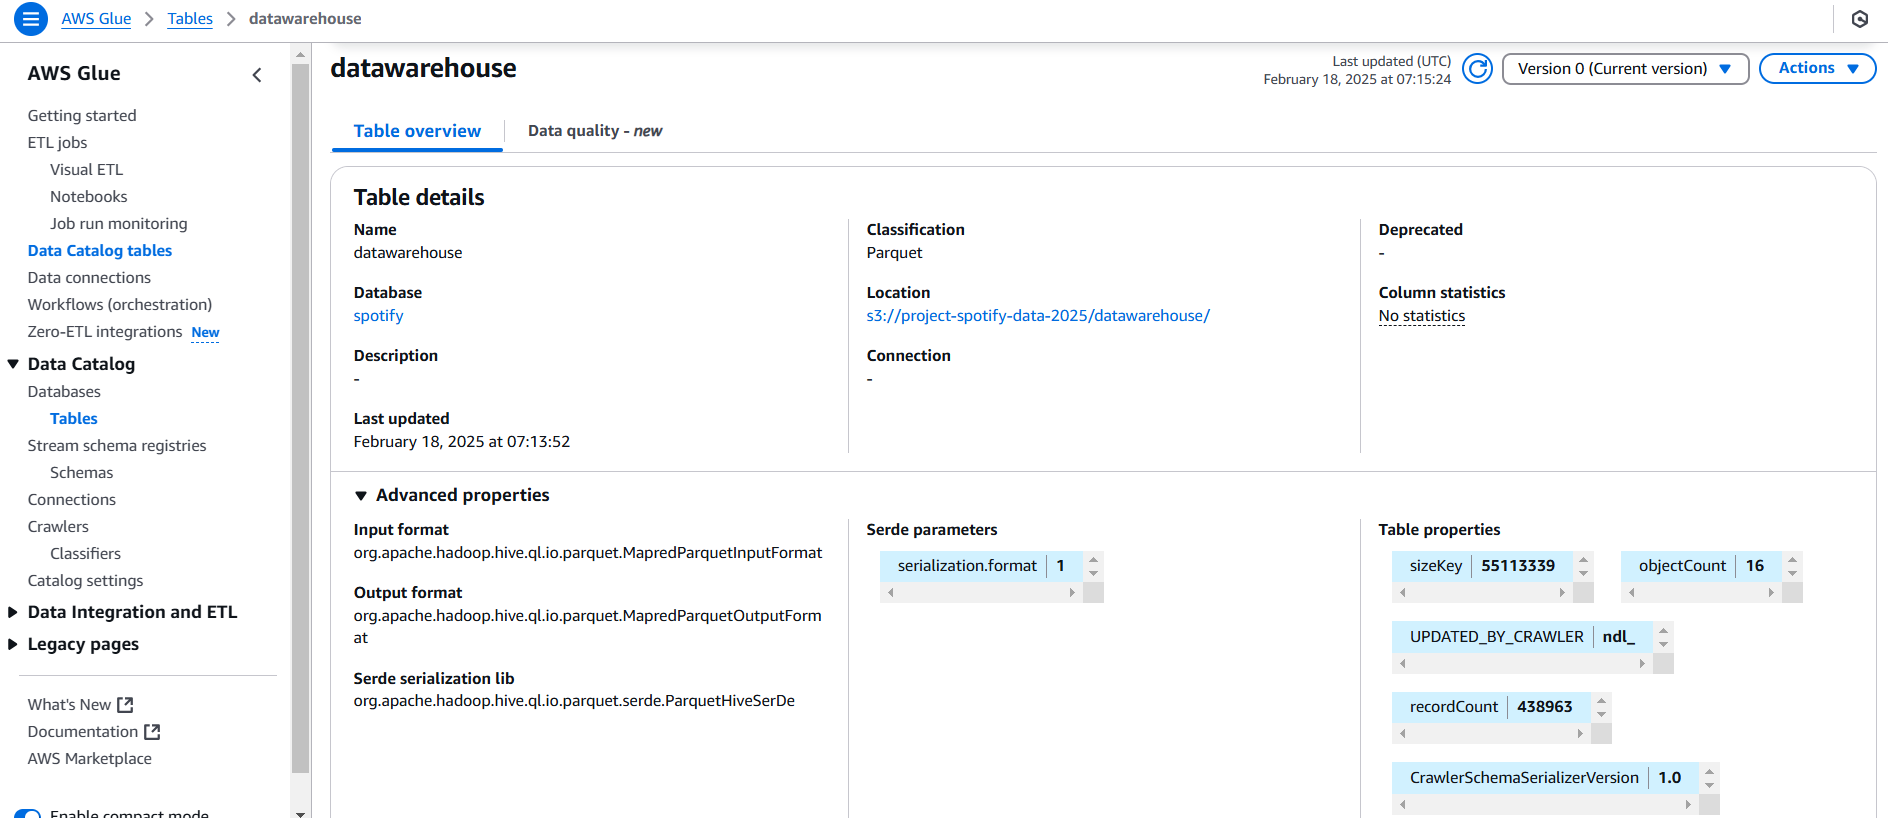 AWS Glue > Tables > datawarehouse
AWS Glue
Getting started
ETL jobs
Visual ETL
Notebooks
Job run monitoring
Data Catalog tables
Data connections
Workflows (orchestration)
Zero-ETL integrations New
Data Catalog
Databases
Tables
Stream schema registries
Schemas
Connections
Crawlers
Classifiers
Catalog settings
Data Integration and ETL
Legacy pages
What's New
Documentation
AWS Marketplace
Enable compact mode
datawarehouse
Last updated (UTC)
February 18, 2025 at 07:15:24
Version 0 (Current version)
Actions
Table overview
Data quality - new
Table details
Name
datawarehouse
Database
spotify
Description
-
Last updated
February 18, 2025 at 07:13:52
Classification
Parquet
Location
s3://project-spotify-data-2025/datawarehouse/
Connection
-
Deprecated
-
Column statistics
No statistics
Advanced properties
Input format
org.apache.hadoop.hive.ql.io.parquet.MapredParquetInputFormat
Output format
org.apache.hadoop.hive.ql.io.parquet.MapredParquetOutputForm
at
Serde serialization lib
org.apache.hadoop.hive.ql.io.parquet.serde.ParquetHiveSerDe
Serde parameters
serialization.format 1
Table properties
sizeKey 55113339
objectCount 16
UPDATED_BY_CRAWLER ndl_
recordCount 438963
CrawlerSchemaSerializerVersion 1.0